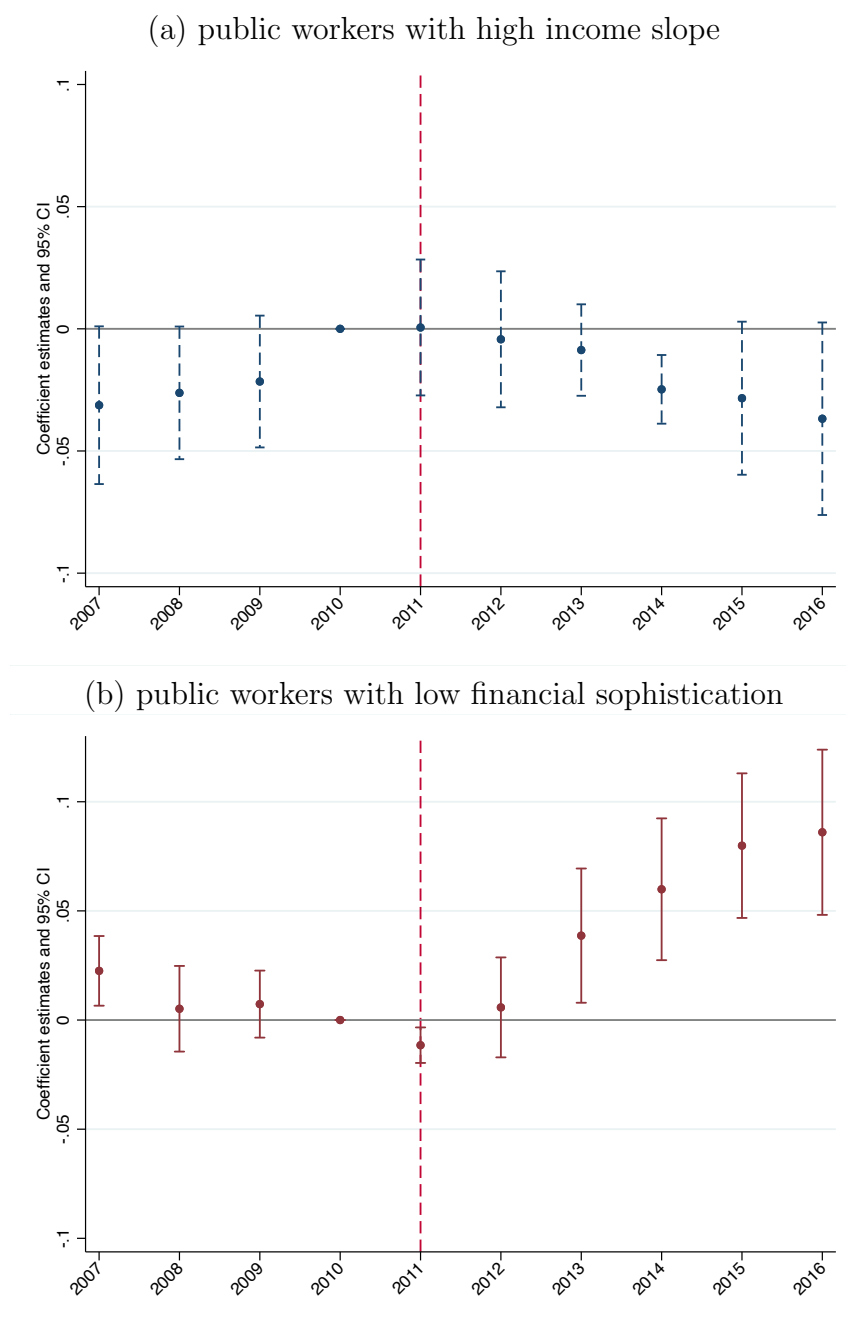 (a) public workers with high income slope
Coefficient estimates and 95% CI
.1
.05
0
-.05
-.1
2007 2008 2009 2010 2011 2012 2013 2014 2015 2016
(b) public workers with low financial sophistication
Coefficient estimates and 95% CI
.1
.05
0
-.05
-.1
2007 2008 2009 2010 2011 2012 2013 2014 2015 2016